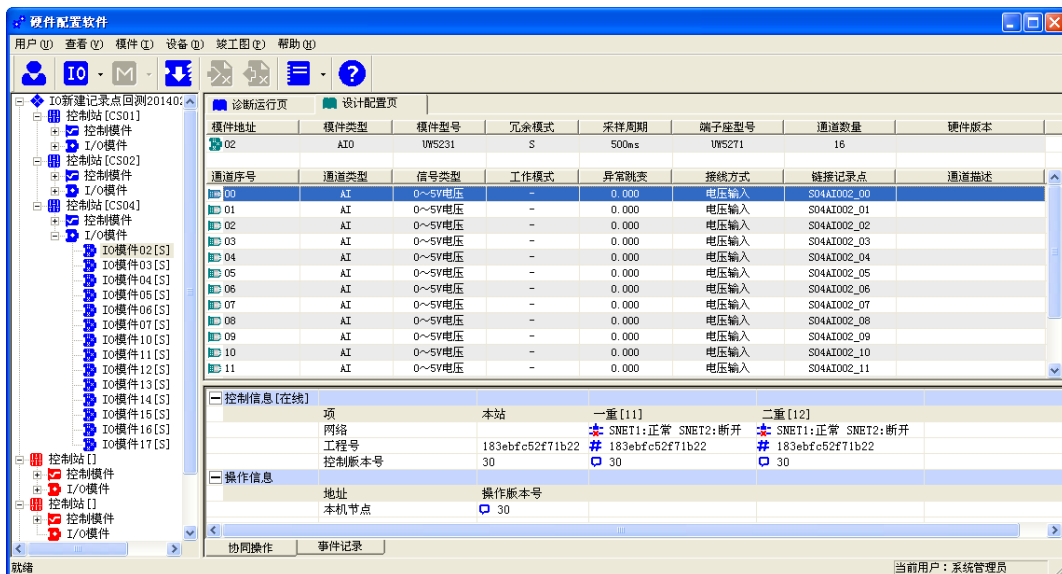 硬件配置软件
用户(U) 查看(V) 模件(I) 设备(D) 竣工图(P) 帮助(H)
IO M ?
IO新建记录点回测201402
控制站[CS01]
控制模件
I/O模件
控制站[CS02]
控制模件
I/O模件
控制站[CS04]
控制模件
I/O模件
IO模件02[S]
IO模件03[S]
IO模件04[S]
IO模件05[S]
IO模件06[S]
IO模件07[S]
IO模件10[S]
IO模件11[S]
IO模件12[S]
IO模件13[S]
IO模件14[S]
IO模件15[S]
IO模件16[S]
IO模件17[S]
控制站[]
控制模件
I/O模件
控制站[]
控制模件
I/O模件
诊断运行页 设计配置页
模件地址 模件类型 模件型号 冗余模式 采样周期 端子座型号 通道数量 硬件版本
02 AIO UW5231 S 500ms UW5271 16
通道序号 通道类型 信号类型 工作模式 异常跳变 接线方式 链接记录点 通道描述
00 AI 0～5V电压 - 0.000 电压输入 S04AI002_00
01 AI 0～5V电压 - 0.000 电压输入 S04AI002_01
02 AI 0～5V电压 - 0.000 电压输入 S04AI002_02
03 AI 0～5V电压 - 0.000 电压输入 S04AI002_03
04 AI 0～5V电压 - 0.000 电压输入 S04AI002_04
05 AI 0～5V电压 - 0.000 电压输入 S04AI002_05
06 AI 0～5V电压 - 0.000 电压输入 S04AI002_06
07 AI 0～5V电压 - 0.000 电压输入 S04AI002_07
08 AI 0～5V电压 - 0.000 电压输入 S04AI002_08
09 AI 0～5V电压 - 0.000 电压输入 S04AI002_09
10 AI 0～5V电压 - 0.000 电压输入 S04AI002_10
11 AI 0～5V电压 - 0.000 电压输入 S04AI002_11
控制信息[在线]
项 本站 一重[11] 二重[12]
网络 SNET1:正常 SNET2:断开 SNET1:正常 SNET2:断开
工程号 183ebfc52f71b22 # 183ebfc52f71b22 # 183ebfc52f71b22
控制版本号 30 30 30
操作信息
地址 操作版本号
本机节点 30
协同操作 事件记录
就绪 当前用户：系统管理员